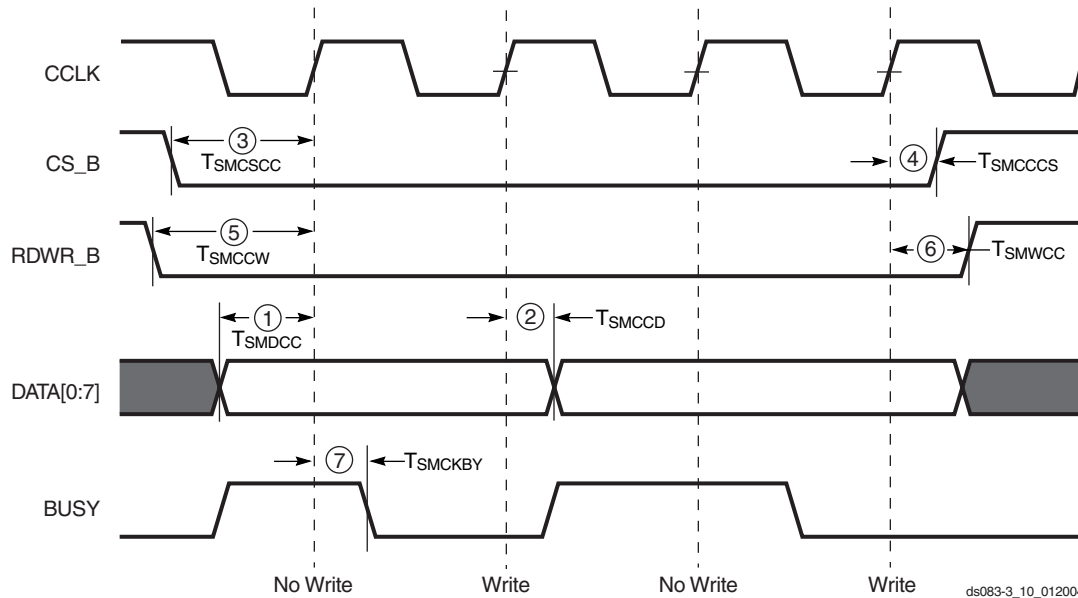 CCLK
CS_B
③
TSMCSCC
④
TSMCCCS
RDWR_B
⑤
TSMCCW
⑥
TSMWCC
①
TSMDCC
②
TSMCCD
DATA[0:7]
⑦
TSMCKBY
BUSY
No Write
Write
No Write
Write